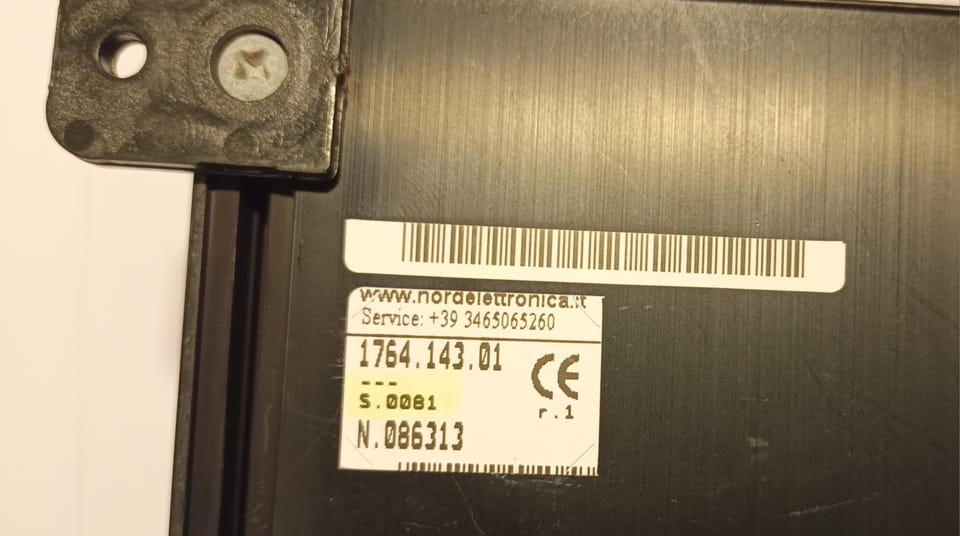 www.nordelettronica.it
Service: +39 3465065260
1764.143.01
CE
---
S.0081
r.1
N.086313